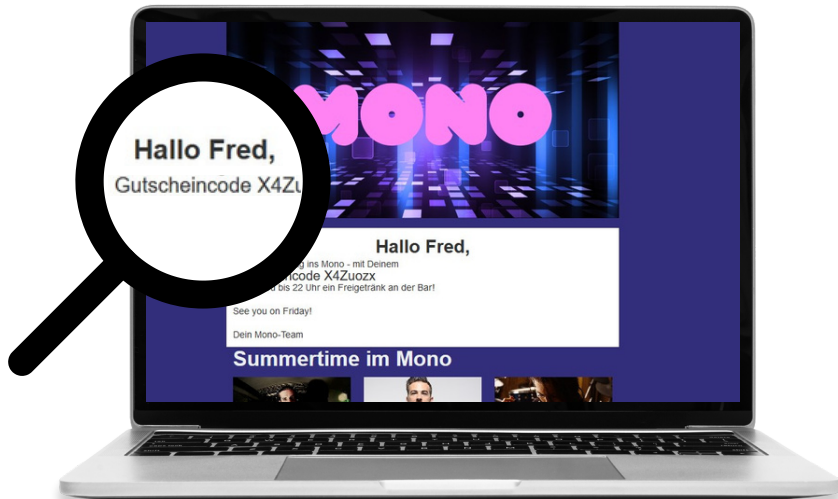 MONO
Hallo Fred,
Gutscheincode X4Zu
Hallo Fred,
ins Mono - mit Deinem
code X4Zuozx
bis 22 Uhr ein Freigetränk an der Bar!
See you on Friday!
Dein Mono-Team
Summertime im Mono